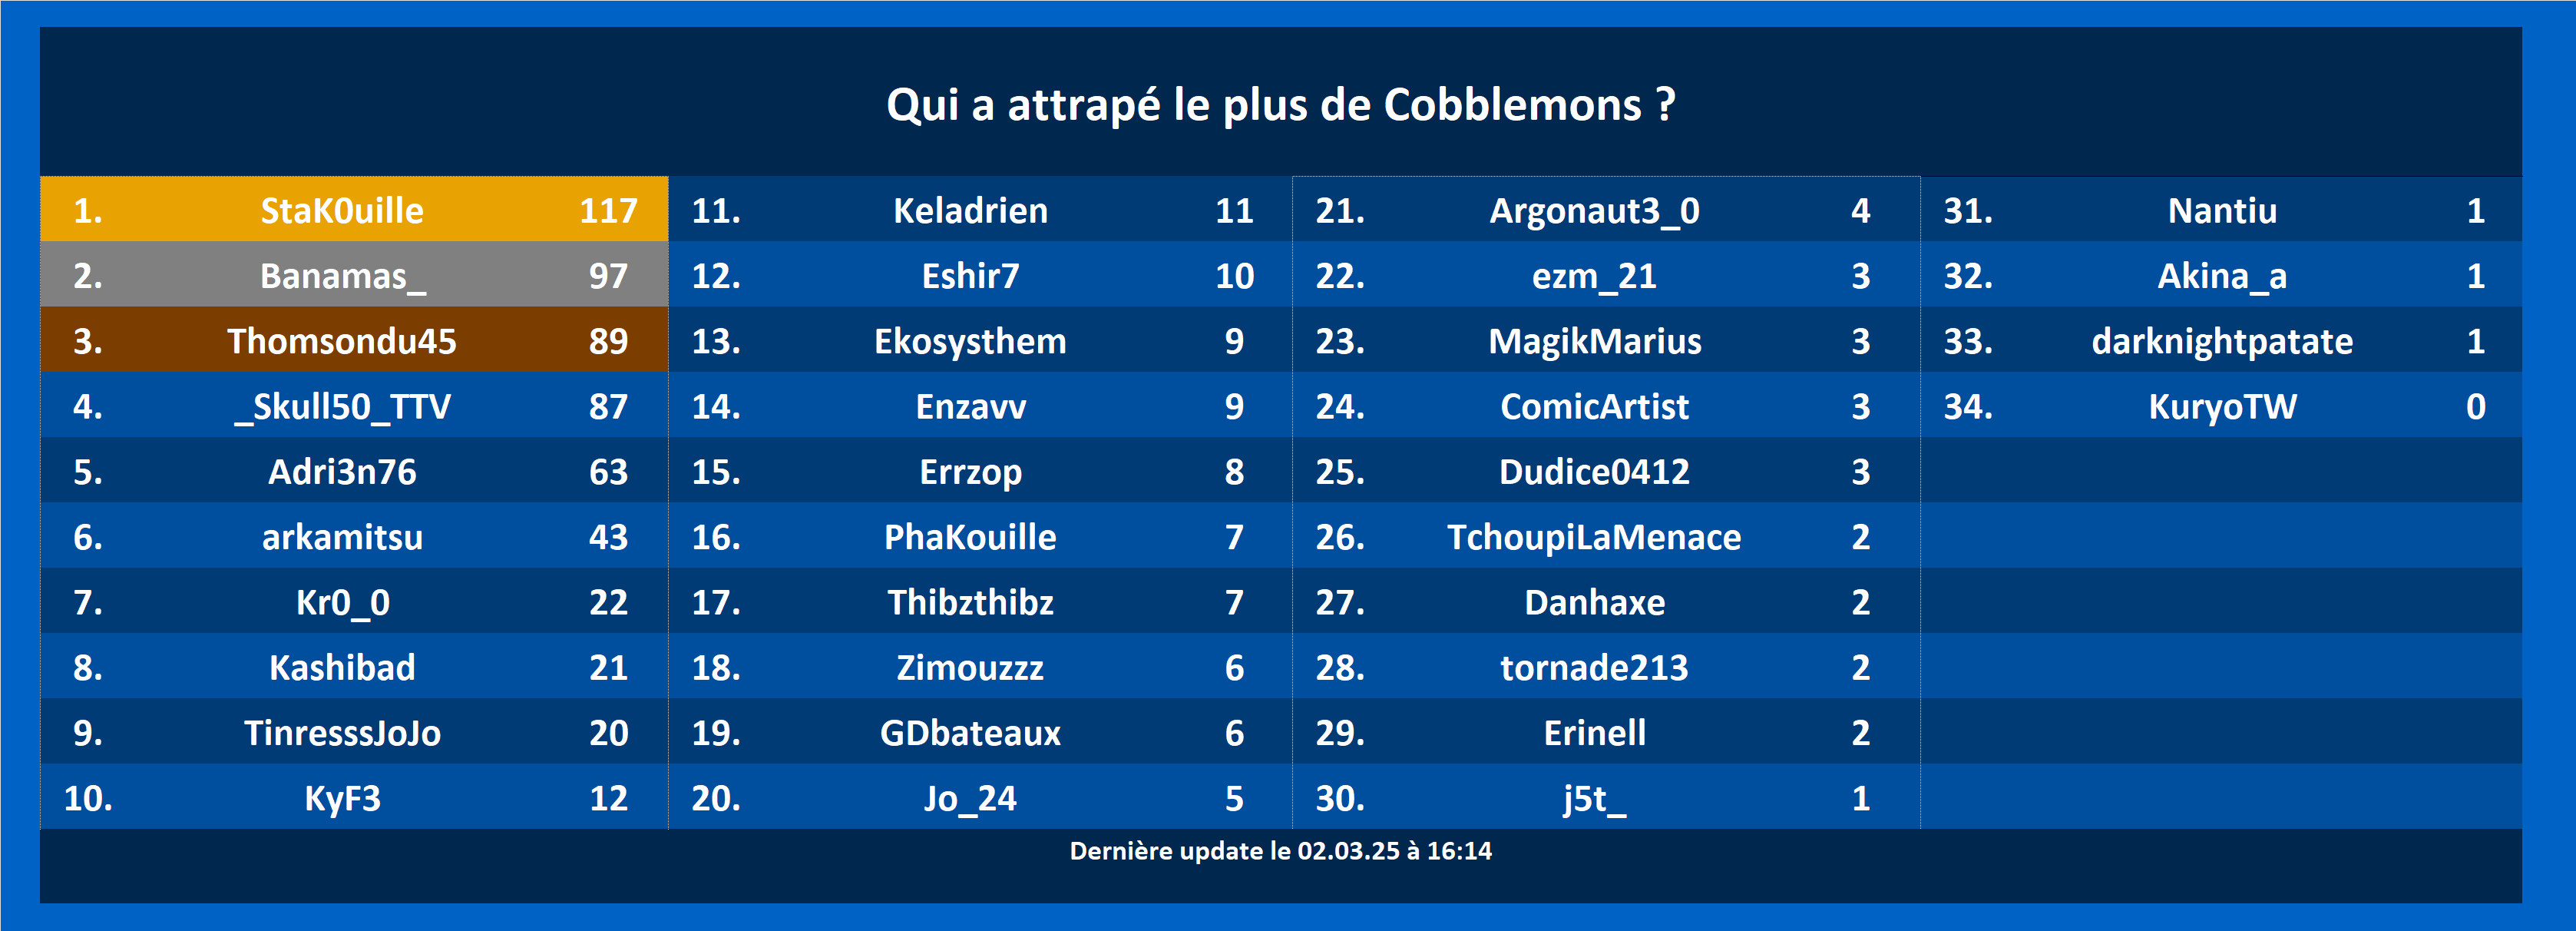 Qui a attrapé le plus de Cobblemons ?
1. StaK0uille 117
2. Banamas_ 97
3. Thomsondu45 89
4. _Skull50_TTV 87
5. Adri3n76 63
6. arkamitsu 43
7. Kr0_0 22
8. Kashibad 21
9. TinresssJoJo 20
10. KyF3 12
11. Keladrien 11
12. Eshir7 10
13. Ekosysthem 9
14. Enzavv 9
15. Errzop 8
16. PhaKouille 7
17. Thibzthibz 7
18. Zimouzzz 6
19. GDbateaux 6
20. Jo_24 5
21. Argonaut3_0 4
22. ezm_21 3
23. MagikMarius 3
24. ComicArtist 3
25. Dudice0412 3
26. TchoupiLaMenace 2
27. Danhaxe 2
28. tornade213 2
29. Erinell 2
30. j5t_ 1
31. Nantiu 1
32. Akina_a 1
33. darknightpatate 1
34. KuryoTW 0
Dernière update le 02.03.25 à 16:14